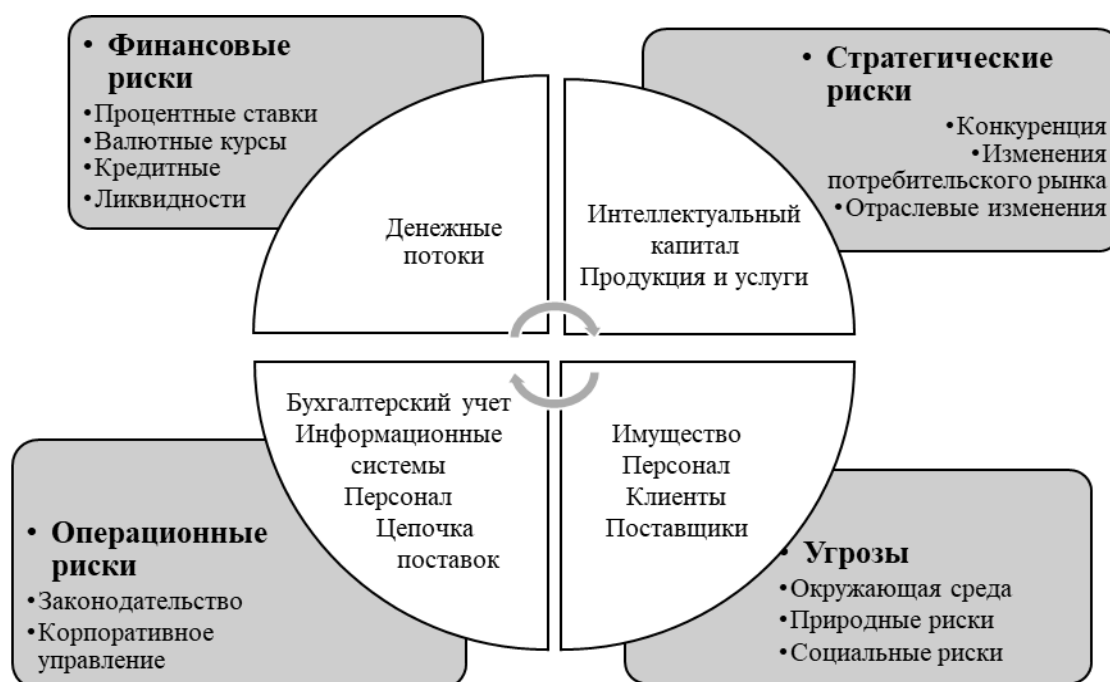 • Финансовые
риски
•Процентные ставки
•Валютные курсы
•Кредитные
•Ликвидности
• Стратегические
риски
•Конкуренция
•Изменения
потребительского рынка
•Отраслевые изменения
Денежные
потоки
Интеллектуальный
капитал
Продукция и услуги
Бухгалтерский учет
Информационные
системы
Персонал
Цепочка
поставок
Имущество
Персонал
Клиенты
Поставщики
• Операционные
риски
•Законодательство
•Корпоративное
управление
• Угрозы
•Окружающая среда
•Природные риски
•Социальные риски